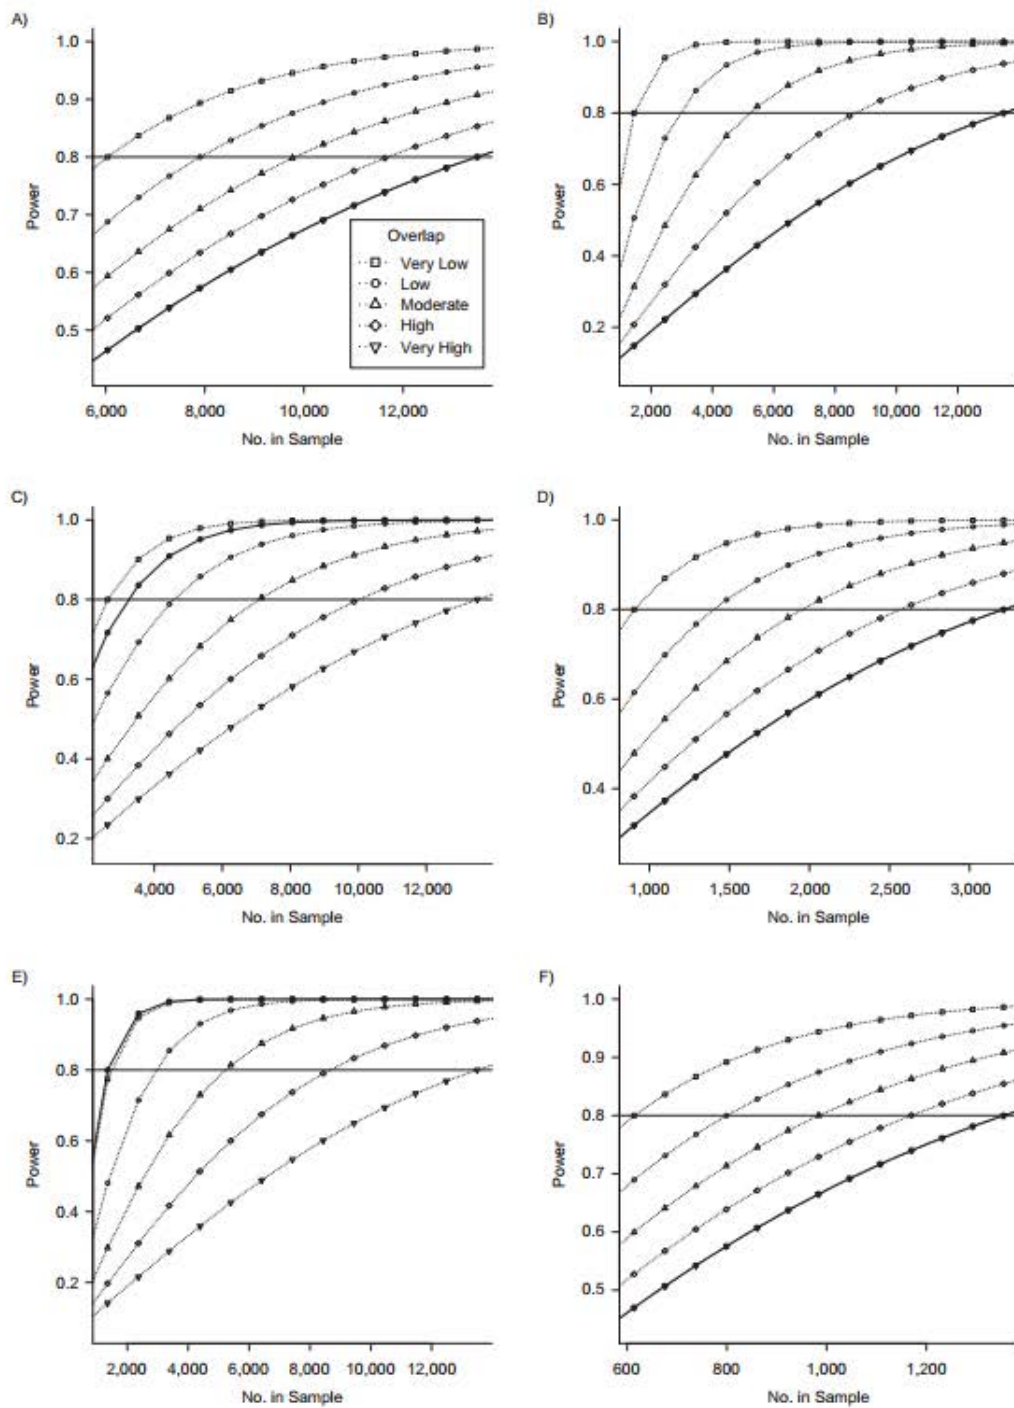 A)
1.0
0.9
0.8
0.7
0.6
0.5
Power
Overlap
Very Low
Low
Moderate
High
Very High
6,000 8,000 10,000 12,000
No. in Sample
B)
1.0
0.8
0.6
0.4
0.2
Power
2,000 4,000 6,000 8,000 10,000 12,000
No. in Sample
C)
1.0
0.8
0.6
0.4
0.2
Power
4,000 6,000 8,000 10,000 12,000
No. in Sample
D)
1.0
0.8
0.6
0.4
Power
1,000 1,500 2,000 2,500 3,000
No. in Sample
E)
1.0
0.8
0.6
0.4
0.2
Power
2,000 4,000 6,000 8,000 10,000 12,000
No. in Sample
F)
1.0
0.9
0.8
0.7
0.6
0.5
Power
600 800 1,000 1,200
No. in Sample